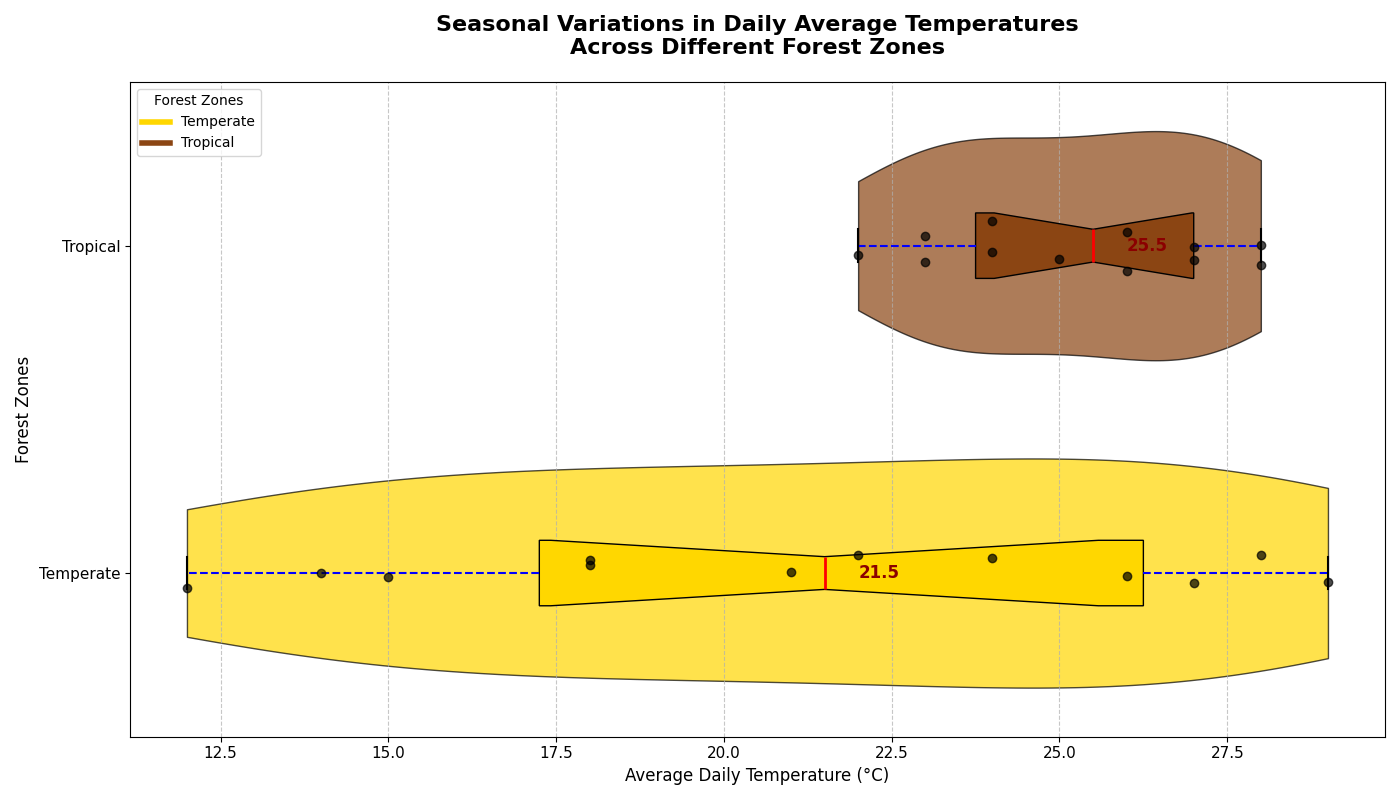 Seasonal Variations in Daily Average Temperatures
Across Different Forest Zones
Forest Zones
Temperate
Tropical
Tropical
25.5
Forest Zones
Temperate
21.5
12.5 15.0 17.5 20.0 22.5 25.0 27.5
Average Daily Temperature (°C)